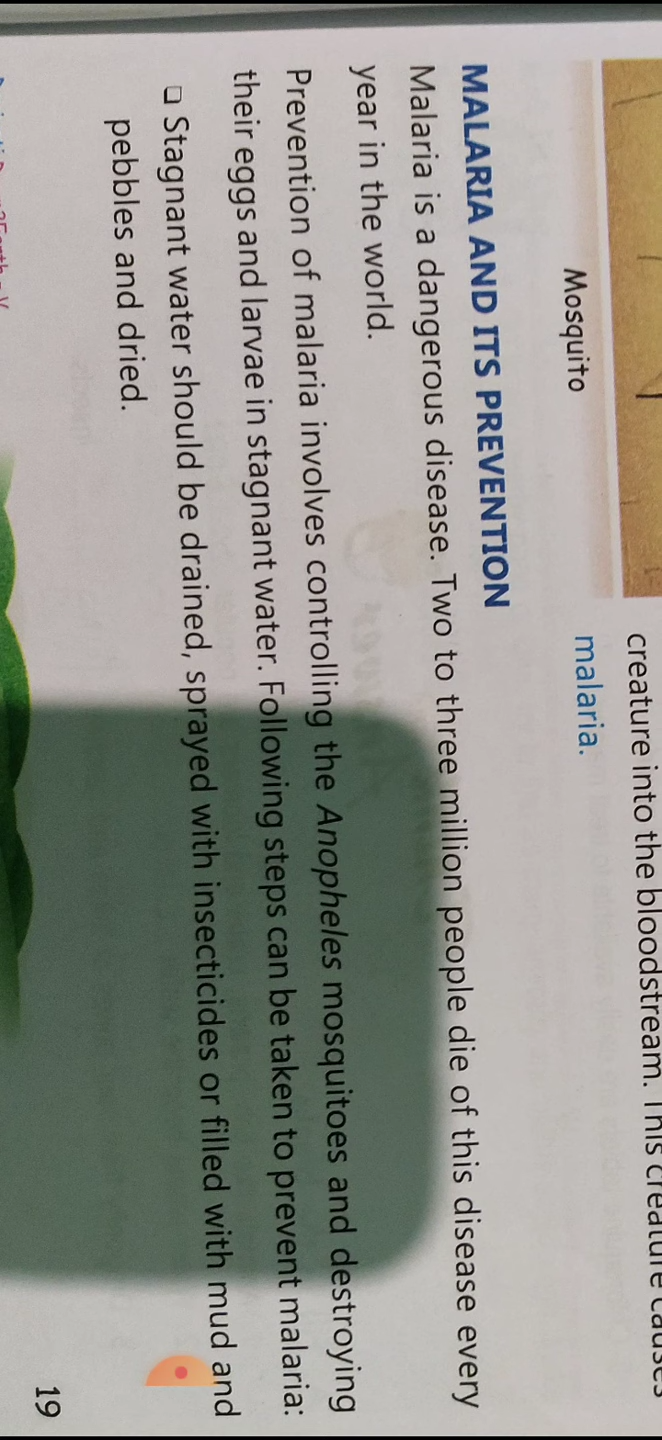 Mosquito
creature into the bloodstream. This creature causes
malaria.
MALARIA AND ITS PREVENTION
Malaria is a dangerous disease. Two to three million people die of this disease every
year in the world.
Prevention of malaria involves controlling the Anopheles mosquitoes and destroying
their eggs and larvae in stagnant water. Following steps can be taken to prevent malaria:
❑ Stagnant water should be drained, sprayed with insecticides or filled with mud and
pebbles and dried.
19